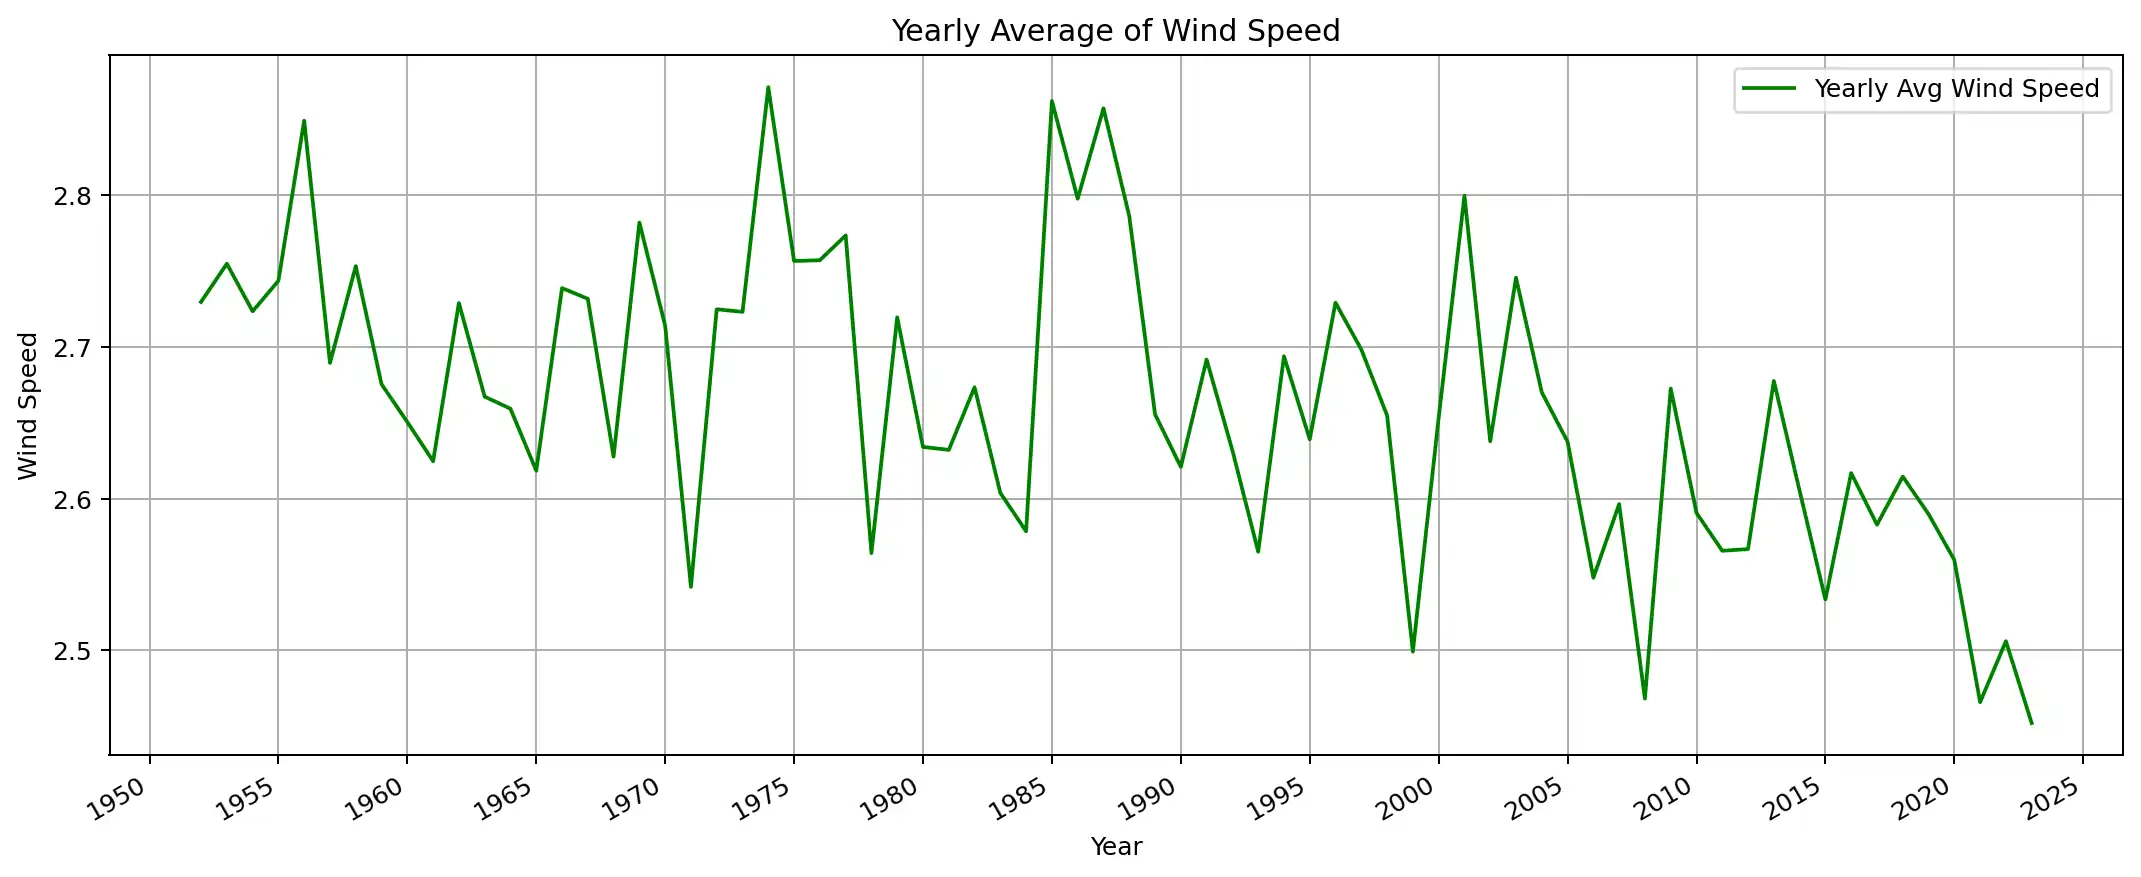 Yearly Average of Wind Speed
Yearly Avg Wind Speed
Wind Speed
2.8
2.7
2.6
2.5
1950 1955 1960 1965 1970 1975 1980 1985 1990 1995 2000 2005 2010 2015 2020 2025
Year